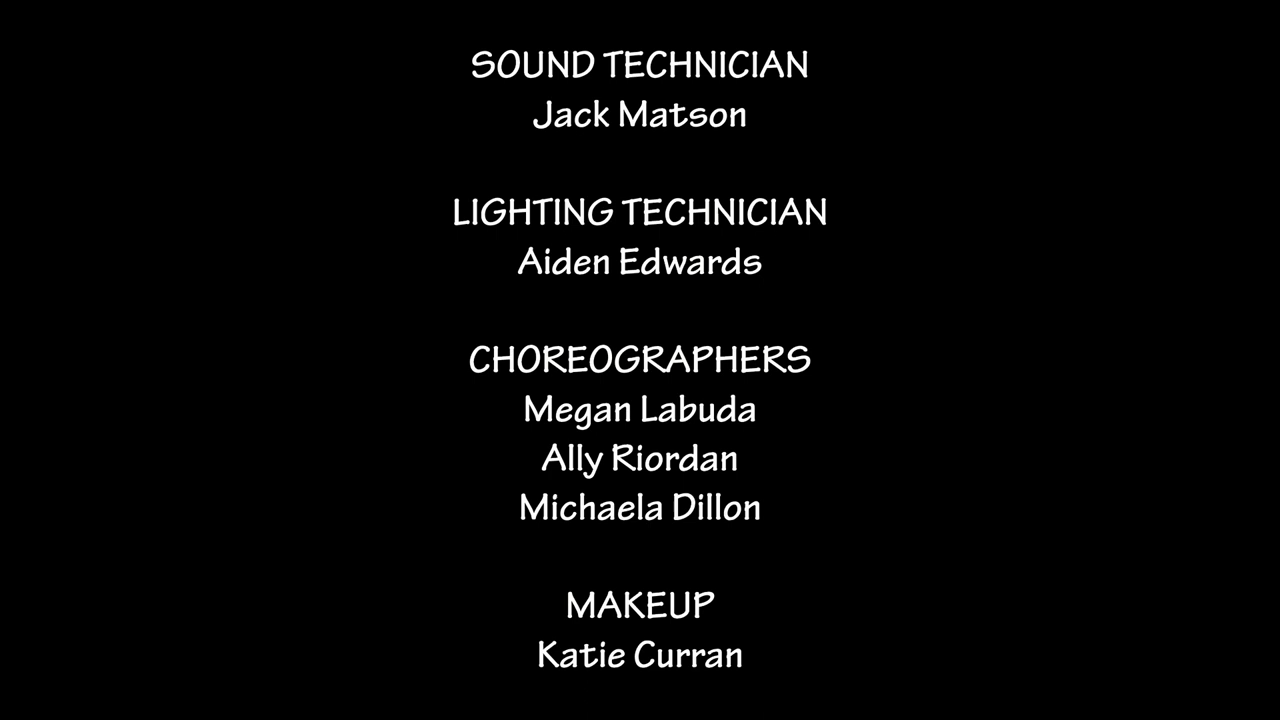 SOUND TECHNICIAN
Jack Matson
LIGHTING TECHNICIAN
Aiden Edwards
CHOREOGRAPHERS
Megan Labuda
Ally Riordan
Michaela Dillon
MAKEUP
Katie Curran